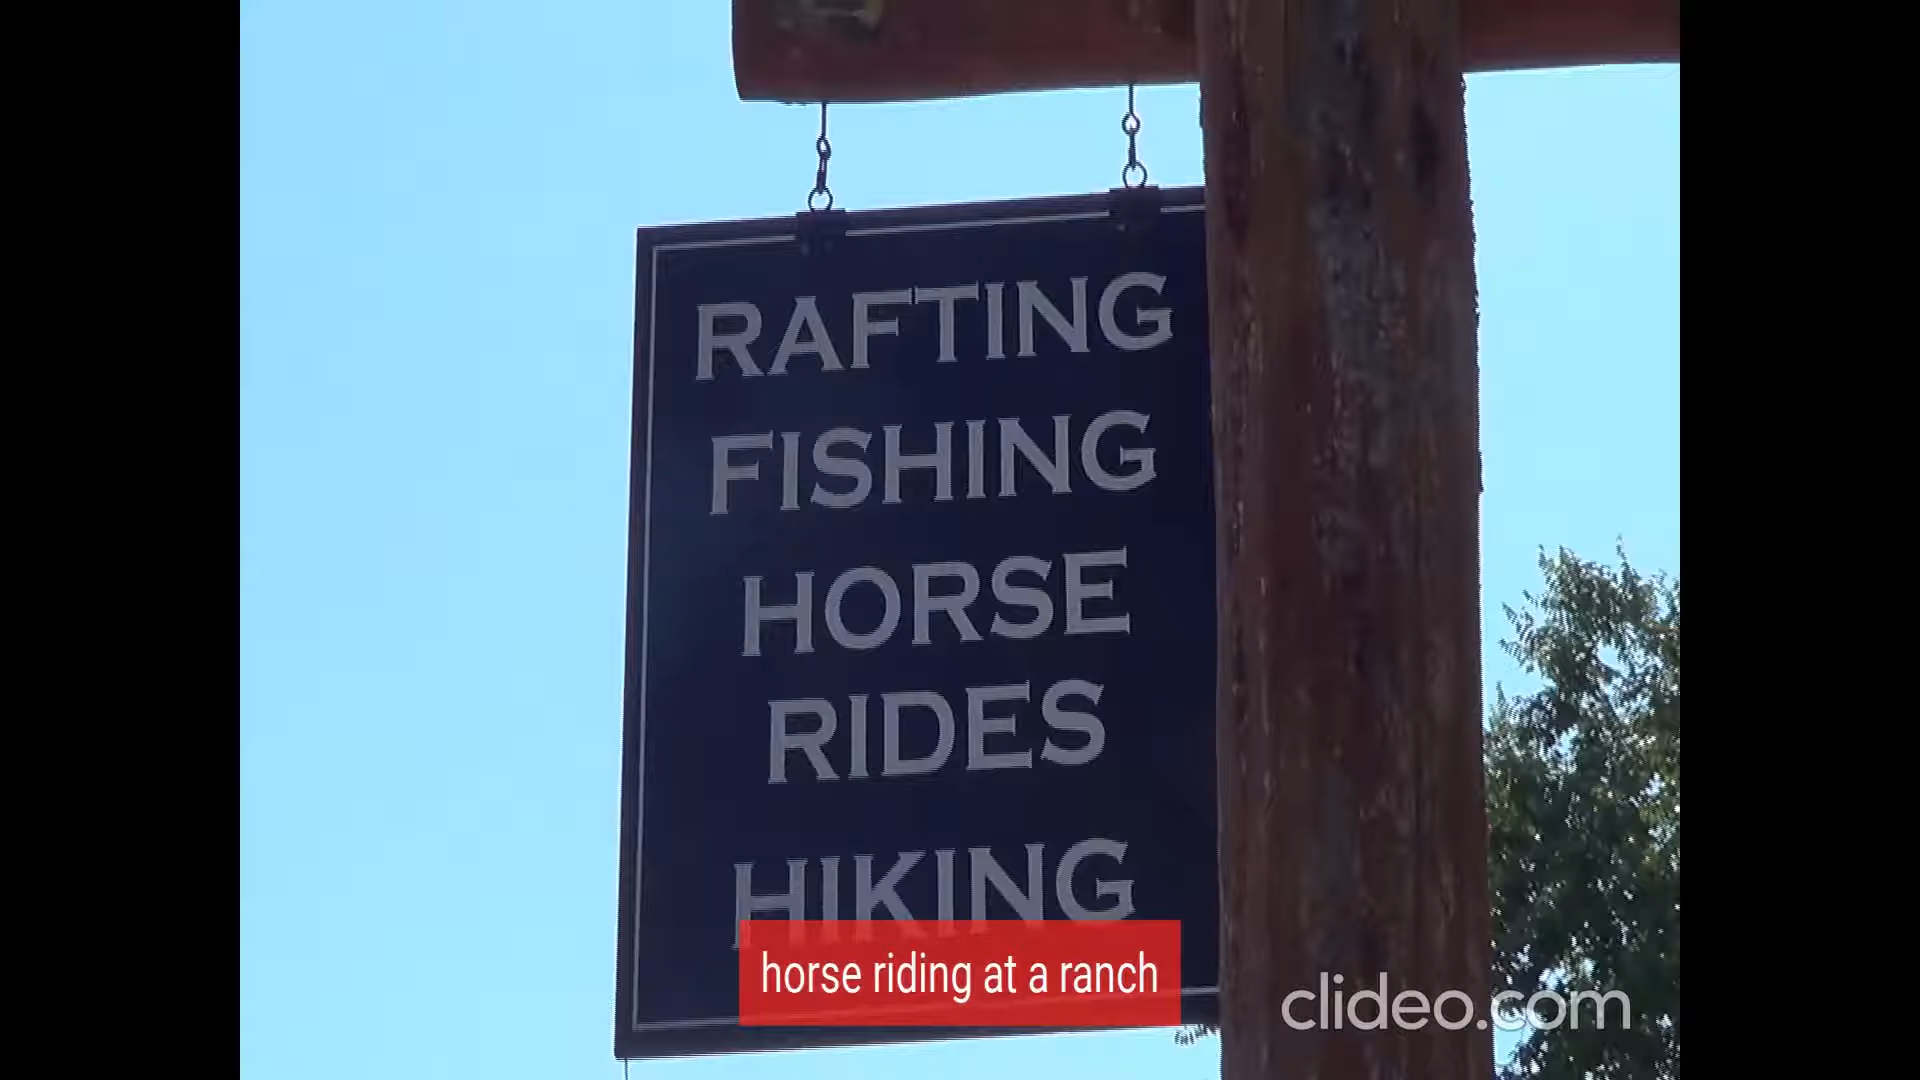 RAFTING
FISHING
HORSE
RIDES
HIKING
horse riding at a ranch
clideo.com